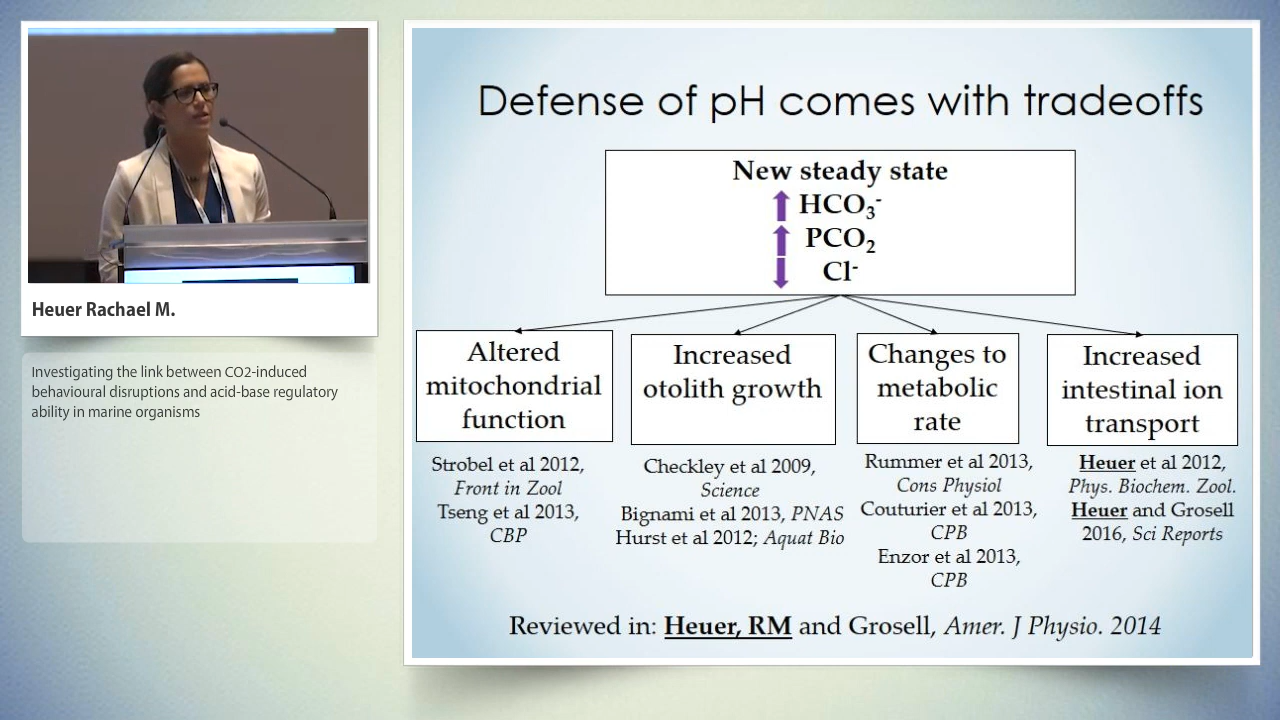 Defense of pH comes with tradeoffs
New steady state
HCO3-
PCO2
Cl-
Altered
mitochondrial
function
Increased
otolith growth
Changes to
metabolic
rate
Increased
intestinal ion
transport
Strobel et al 2012,
Front in Zool
Tseng et al 2013,
CBP
Checkley et al 2009,
Science
Bignami et al 2013, PNAS
Hurst et al 2012; Aquat Bio
Rummer et al 2013,
Cons Physiol
Couturier et al 2013,
CPB
Enzor et al 2013,
CPB
Heuer et al 2012,
Phys. Biochem. Zool.
Heuer and Grosell
2016, Sci Reports
Reviewed in: Heuer, RM and Grosell, Amer. J Physio. 2014
Heuer Rachael M.
Investigating the link between CO2-induced
behavioural disruptions and acid-base regulatory
ability in marine organisms